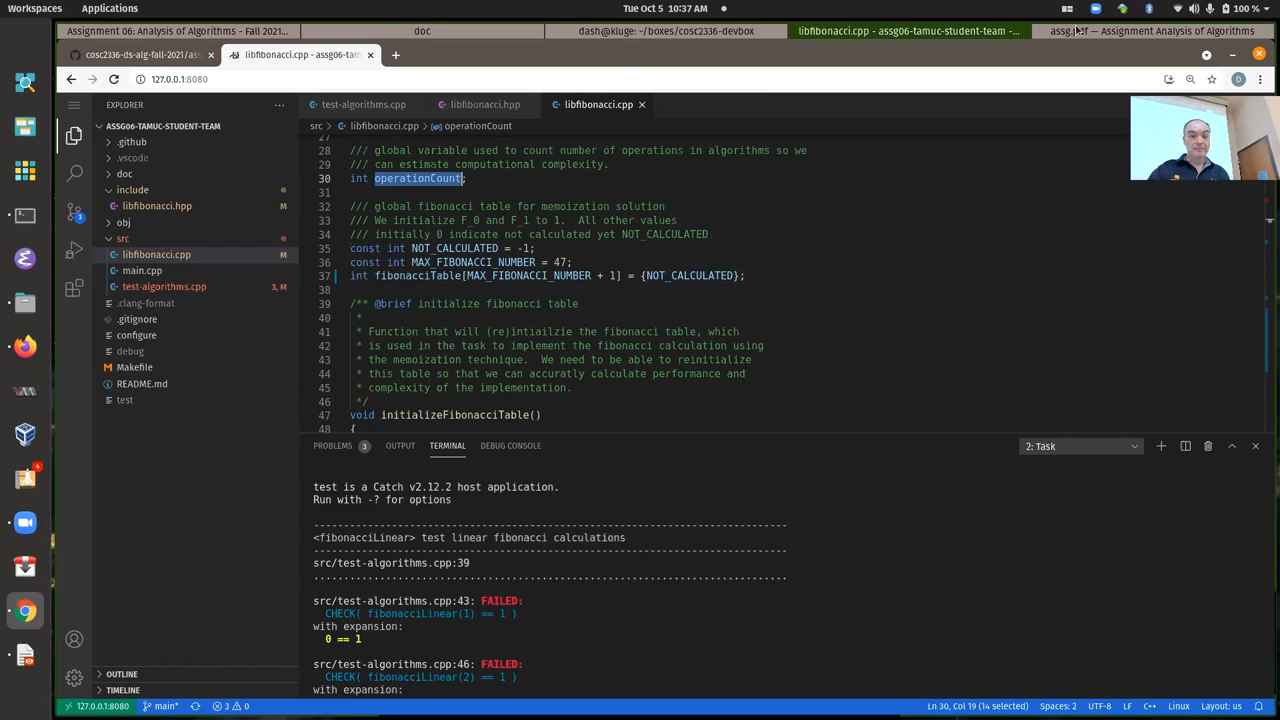 Workspaces
Applications
Tue Oct 5 10:37 AM
100 %
Assignment 06: Analysis of Algorithms - Fall 2021...
doc
dash@kluge: ~/boxes/cosc2336-devbox
libfibonacci.cpp - assg06-tamuc-student-team -...
assg.pdf — Assignment Analysis of Algorithms
cosc2336-ds-alg-fall-2021/ass
libfibonacci.cpp - assg06-tam
127.0.0.1:8080
D
EXPLORER
test-algorithms.cpp
libfibonacci.hpp
libfibonacci.cpp
ASSG06-TAMUC-STUDENT-TEAM
src > libfibonacci.cpp > operationCount
.github
.vscode
doc
include
libfibonacci.hpp M
obj
src
libfibonacci.cpp M
main.cpp
test-algorithms.cpp 3, M
.clang-format
.gitignore
configure
debug
Makefile
README.md
test
3
4
27
28 /// global variable used to count number of operations in algorithms so we
29 /// can estimate computational complexity.
30 int operationCount;
31
32 /// global fibonacci table for memoization solution
33 /// We initialize F_0 and F_1 to 1. All other values
34 /// initially 0 indicate not calculated yet NOT_CALCULATED.
35 const int NOT_CALCULATED = -1;
36 const int MAX_FIBONACCI_NUMBER = 47;
37 int fibonacciTable[MAX_FIBONACCI_NUMBER + 1] = {NOT_CALCULATED};
38
39 /** @brief initialize fibonacci table
40 *
41 * Function that will (re)intiailzie the fibonacci table, which
42 * is used in the task to implement the fibonacci calculation using
43 * the memoization technique. We need to be able to reinitialize
44 * this table so that we can accuratly calculate performance and
45 * complexity of the implementation.
46 */
47 void initializeFibonacciTable()
48 {
PROBLEMS 3 OUTPUT TERMINAL DEBUG CONSOLE
2: Task
test is a Catch v2.12.2 host application.
Run with -? for options
-------------------------------------------------------------------------------
<fibonacciLinear> test linear fibonacci calculations
-------------------------------------------------------------------------------
src/test-algorithms.cpp:39
...............................................................................
src/test-algorithms.cpp:43: FAILED:
CHECK( fibonacciLinear(1) == 1 )
with expansion:
0 == 1
src/test-algorithms.cpp:46: FAILED:
CHECK( fibonacciLinear(2) == 1 )
with expansion:
OUTLINE
TIMELINE
127.0.0.1:8080
main*
3 0
Ln 30, Col 19 (14 selected)
Spaces: 2
UTF-8
LF
C++
Linux
Layout: us